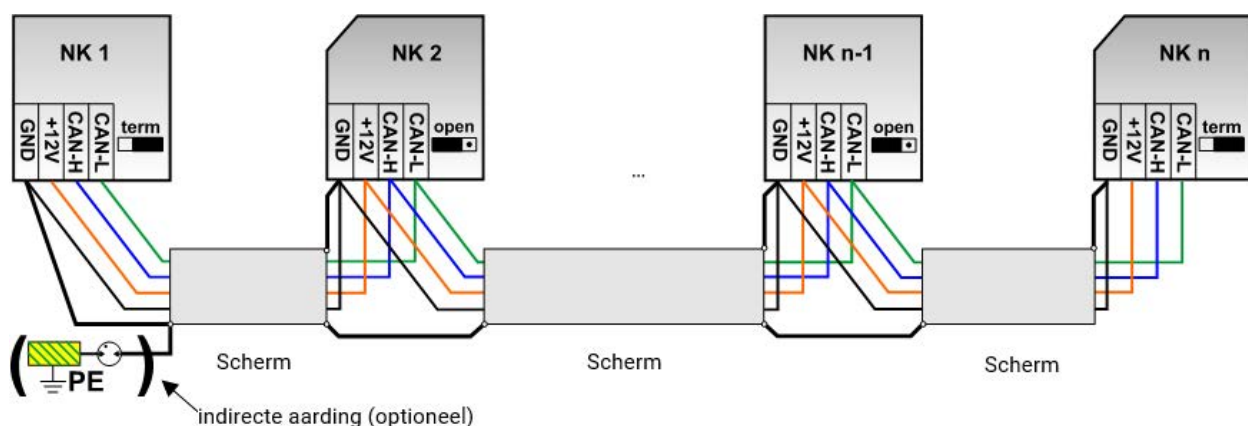 NK 1
NK 2
NK n-1
NK n
GND
+12V
CAN-H
CAN-L
term
GND
+12V
CAN-H
CAN-L
open
...
GND
+12V
CAN-H
CAN-L
open
GND
+12V
CAN-H
CAN-L
term
Scherm
Scherm
Scherm
( PE )
indirecte aarding (optioneel)